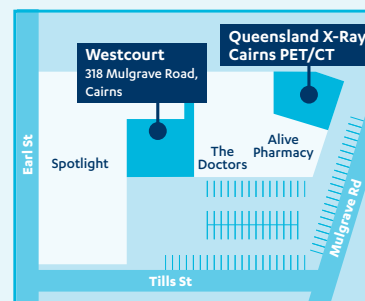 Westcourt
318 Mulgrave Road,
Cairns
Queensland X-Ray
Cairns PET/CT
Earl St
Spotlight
The
Doctors
Alive
Pharmacy
Mulgrave Rd
Tills St